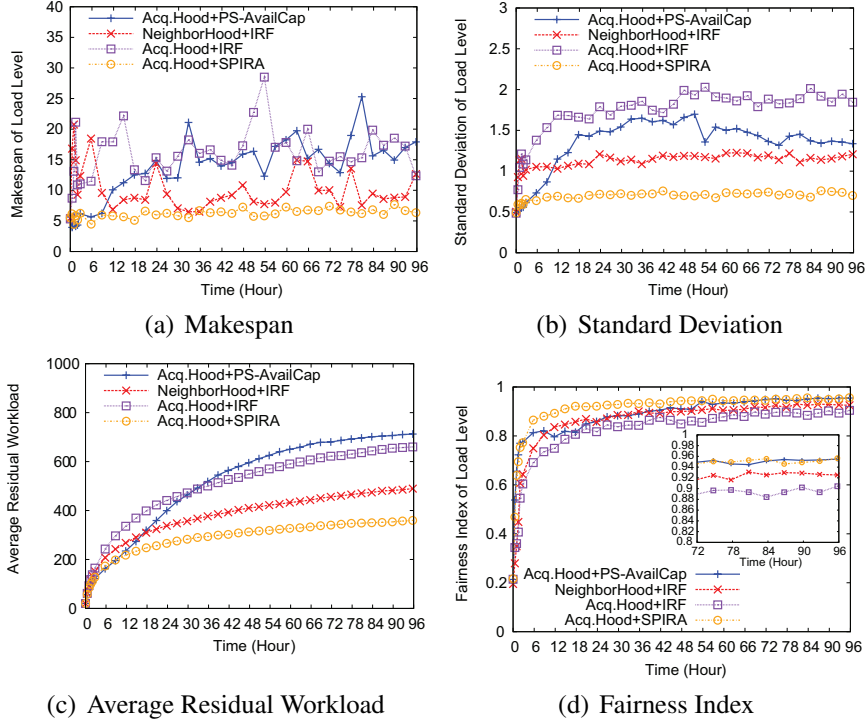 Acq.Hood+PS-AvailCap
NeighborHood+IRF
Acq.Hood+IRF
Acq.Hood+SPIRA
Makespan of Load Level
40
35
30
25
20
15
10
5
0
0 6 12 18 24 30 36 42 48 54 60 66 72 78 84 90 96
Time (Hour)
(a) Makespan
Acq.Hood+PS-AvailCap
NeighborHood+IRF
Acq.Hood+IRF
Acq.Hood+SPIRA
Standard Deviation of Load Level
3
2.5
2
1.5
1
0.5
0
0 6 12 18 24 30 36 42 48 54 60 66 72 78 84 90 96
Time (Hour)
(b) Standard Deviation
Acq.Hood+PS-AvailCap
NeighborHood+IRF
Acq.Hood+IRF
Acq.Hood+SPIRA
Average Residual Workload
1000
800
600
400
200
0
0 6 12 18 24 30 36 42 48 54 60 66 72 78 84 90 96
Time (Hour)
(c) Average Residual Workload
Fairness Index of Load Level
1
0.8
0.6
0.4
0.2
0
1
0.98
0.96
0.94
0.92
0.9
0.88
0.86
0.84
0.82
0.8
72 78 84 90 96
Time (Hour)
Acq.Hood+PS-AvailCap
NeighborHood+IRF
Acq.Hood+IRF
Acq.Hood+SPIRA
0 6 12 18 24 30 36 42 48 54 60 66 72 78 84 90 96
Time (Hour)
(d) Fairness Index